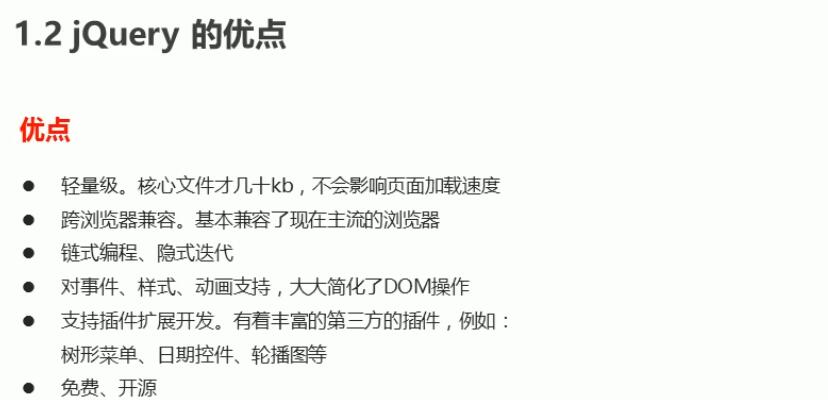 1.2 jQuery 的优点
优点
● 轻量级。核心文件才几十kb，不会影响页面加载速度
● 跨浏览器兼容。基本兼容了现在主流的浏览器
● 链式编程、隐式迭代
● 对事件、样式、动画支持，大大简化了DOM操作
● 支持插件扩展开发。有着丰富的第三方的插件，例如：
树形菜单、日期控件、轮播图等
● 免费、开源